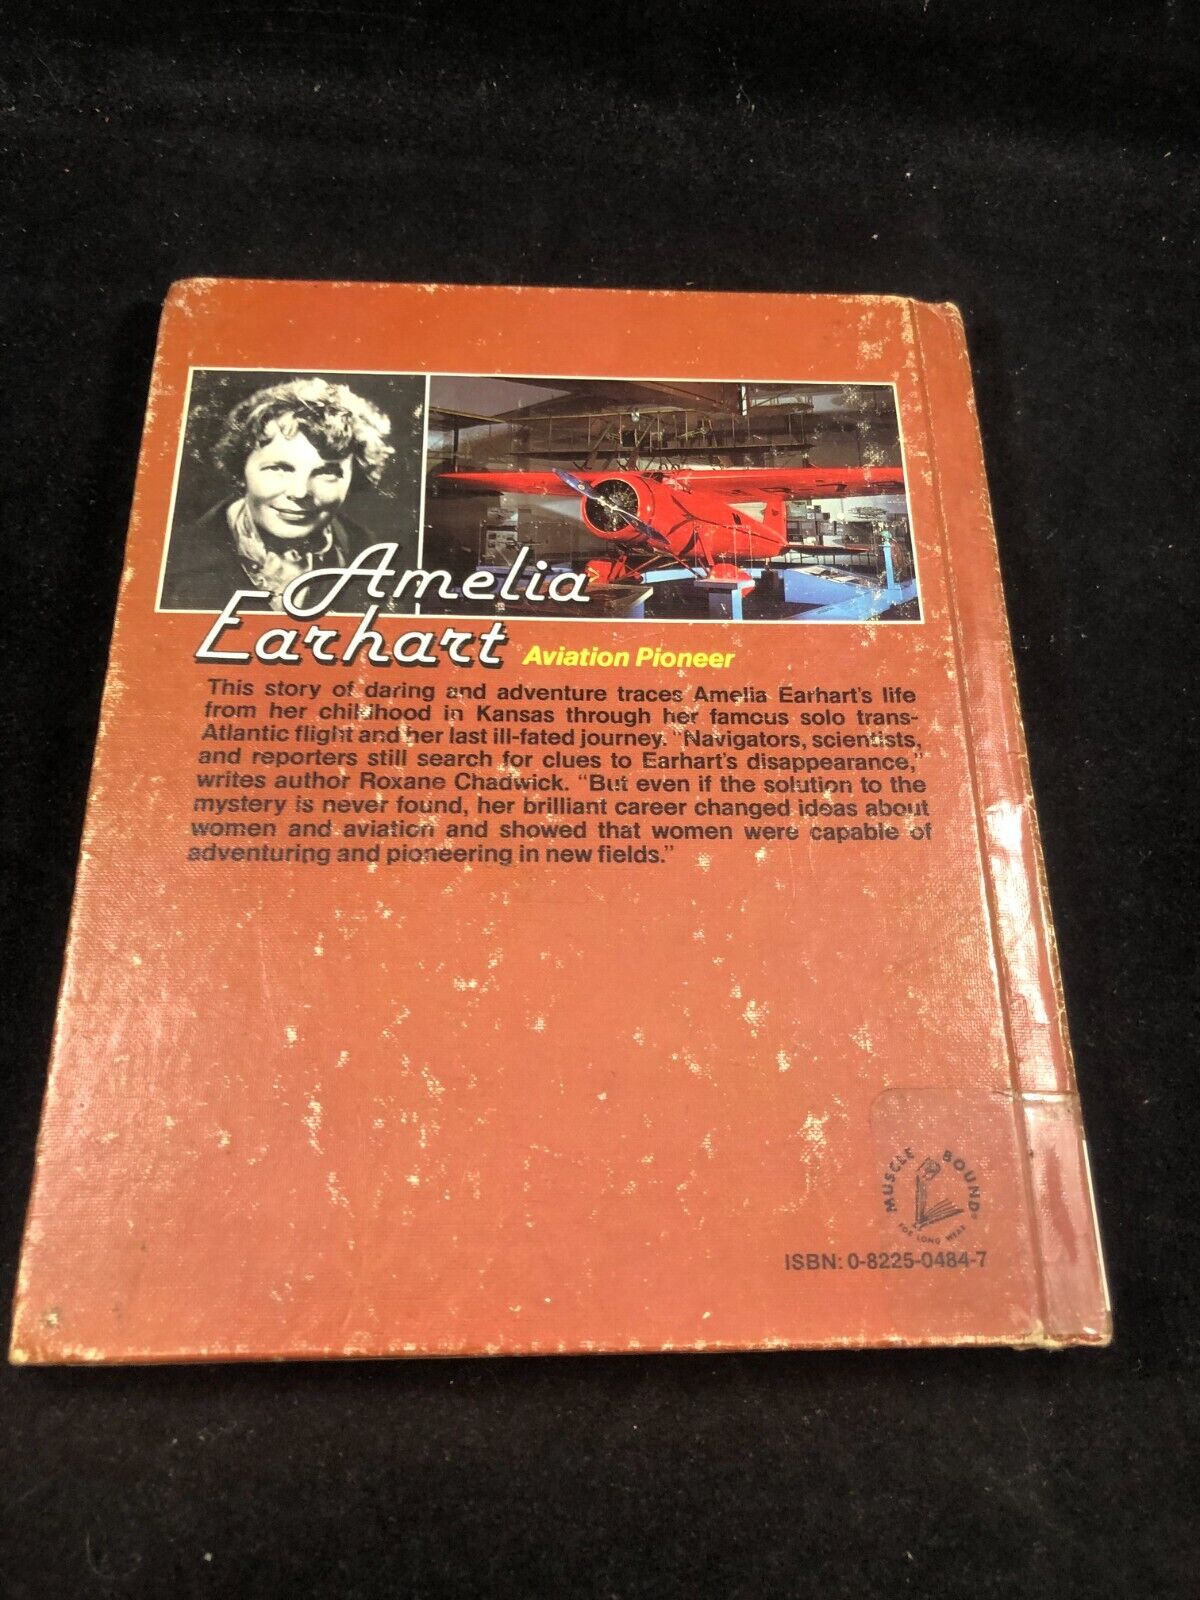 Amelia
Earhart Aviation Pioneer
This story of daring and adventure traces Amelia Earhart's life
from her childhood in Kansas through her famous solo trans-
Atlantic flight and her last ill-fated journey. "Navigators, scientists,
and reporters still search for clues to Earhart's disappearance,"
writes author Roxane Chadwick. "But even if the solution to the
mystery is never found, her brilliant career changed ideas about
women and aviation and showed that women were capable of
adventuring and pioneering in new fields."
MUSCLE BOUND®
FOR LONG WEAR
ISBN: 0-8225-0484-7